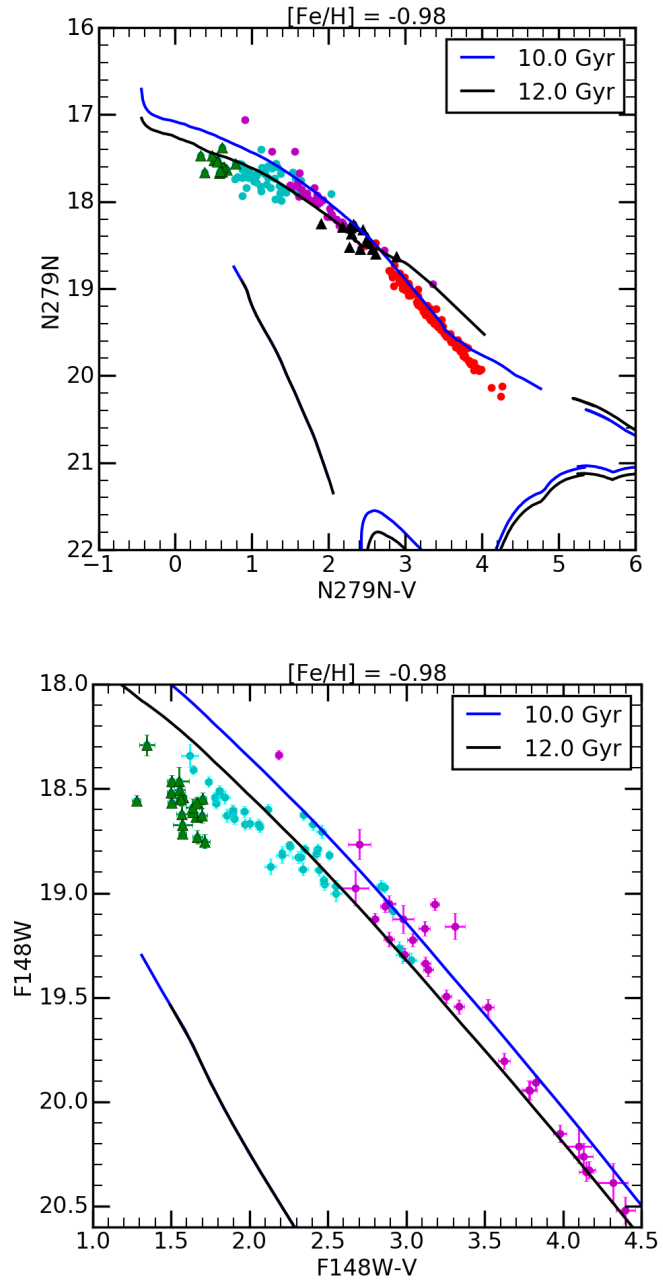 [Fe/H] = -0.98
10.0 Gyr
12.0 Gyr
16
17
18
19
20
21
22
N279N
−1 0 1 2 3 4 5 6
N279N-V
[Fe/H] = -0.98
10.0 Gyr
12.0 Gyr
18.0
18.5
19.0
19.5
20.0
20.5
F148W
1.0 1.5 2.0 2.5 3.0 3.5 4.0 4.5
F148W-V